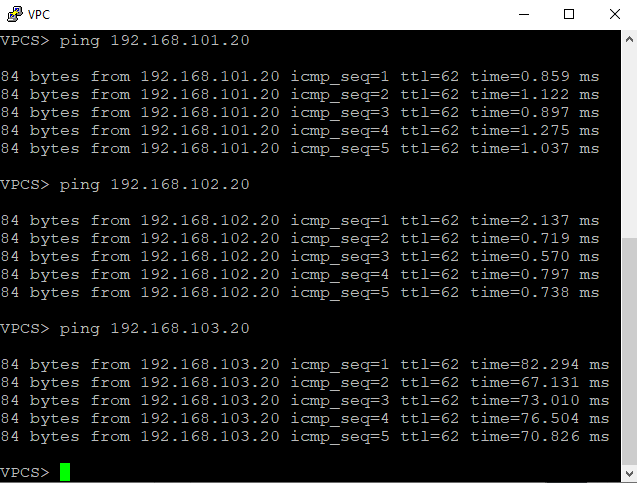 VPC
VPCS> ping 192.168.101.20
84 bytes from 192.168.101.20 icmp_seq=1 ttl=62 time=0.859 ms
84 bytes from 192.168.101.20 icmp_seq=2 ttl=62 time=1.122 ms
84 bytes from 192.168.101.20 icmp_seq=3 ttl=62 time=0.897 ms
84 bytes from 192.168.101.20 icmp_seq=4 ttl=62 time=1.275 ms
84 bytes from 192.168.101.20 icmp_seq=5 ttl=62 time=1.037 ms
VPCS> ping 192.168.102.20
84 bytes from 192.168.102.20 icmp_seq=1 ttl=62 time=2.137 ms
84 bytes from 192.168.102.20 icmp_seq=2 ttl=62 time=0.719 ms
84 bytes from 192.168.102.20 icmp_seq=3 ttl=62 time=0.570 ms
84 bytes from 192.168.102.20 icmp_seq=4 ttl=62 time=0.797 ms
84 bytes from 192.168.102.20 icmp_seq=5 ttl=62 time=0.738 ms
VPCS> ping 192.168.103.20
84 bytes from 192.168.103.20 icmp_seq=1 ttl=62 time=82.294 ms
84 bytes from 192.168.103.20 icmp_seq=2 ttl=62 time=67.131 ms
84 bytes from 192.168.103.20 icmp_seq=3 ttl=62 time=73.010 ms
84 bytes from 192.168.103.20 icmp_seq=4 ttl=62 time=76.504 ms
84 bytes from 192.168.103.20 icmp_seq=5 ttl=62 time=70.826 ms
VPCS>